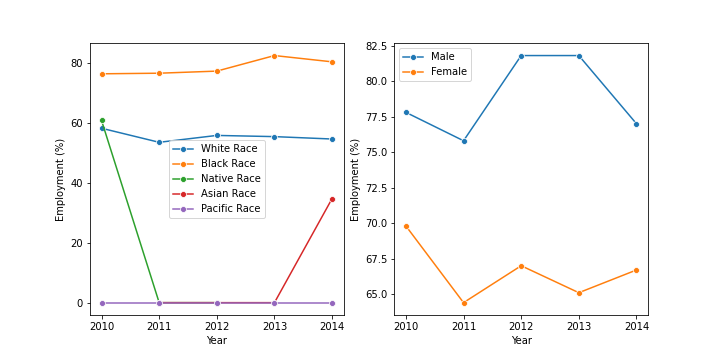 80
60
40
20
0
Employment (%)
White Race
Black Race
Native Race
Asian Race
Pacific Race
2010 2011 2012 2013 2014
Year
82.5
80.0
77.5
75.0
72.5
70.0
67.5
65.0
Employment (%)
Male
Female
2010 2011 2012 2013 2014
Year